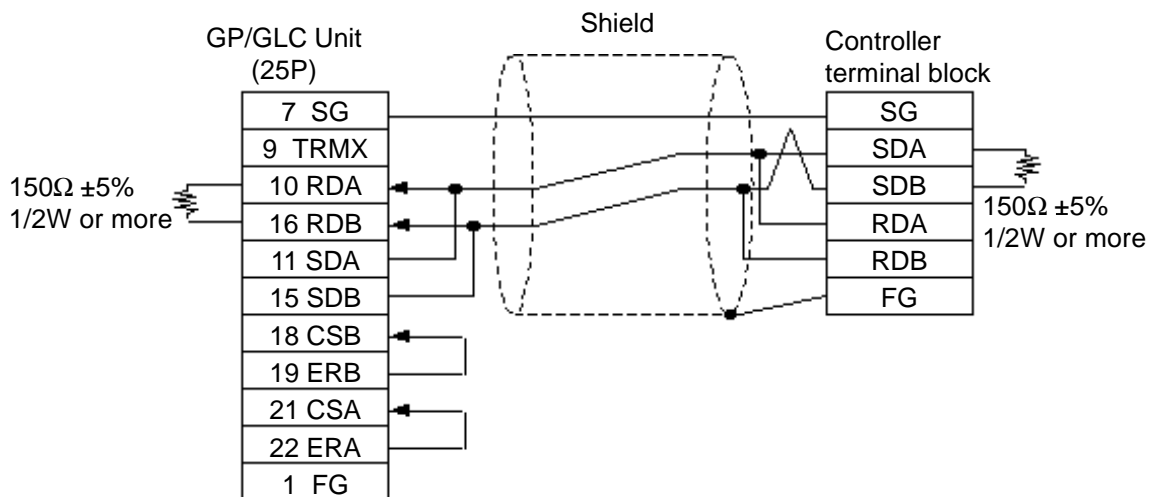 GP/GLC Unit
(25P)
Shield
Controller
terminal block
7 SG
9 TRMX
10 RDA
16 RDB
11 SDA
15 SDB
18 CSB
19 ERB
21 CSA
22 ERA
1 FG
150Ω ±5%
1/2W or more
SG
SDA
SDB
RDA
RDB
FG
150Ω ±5%
1/2W or more